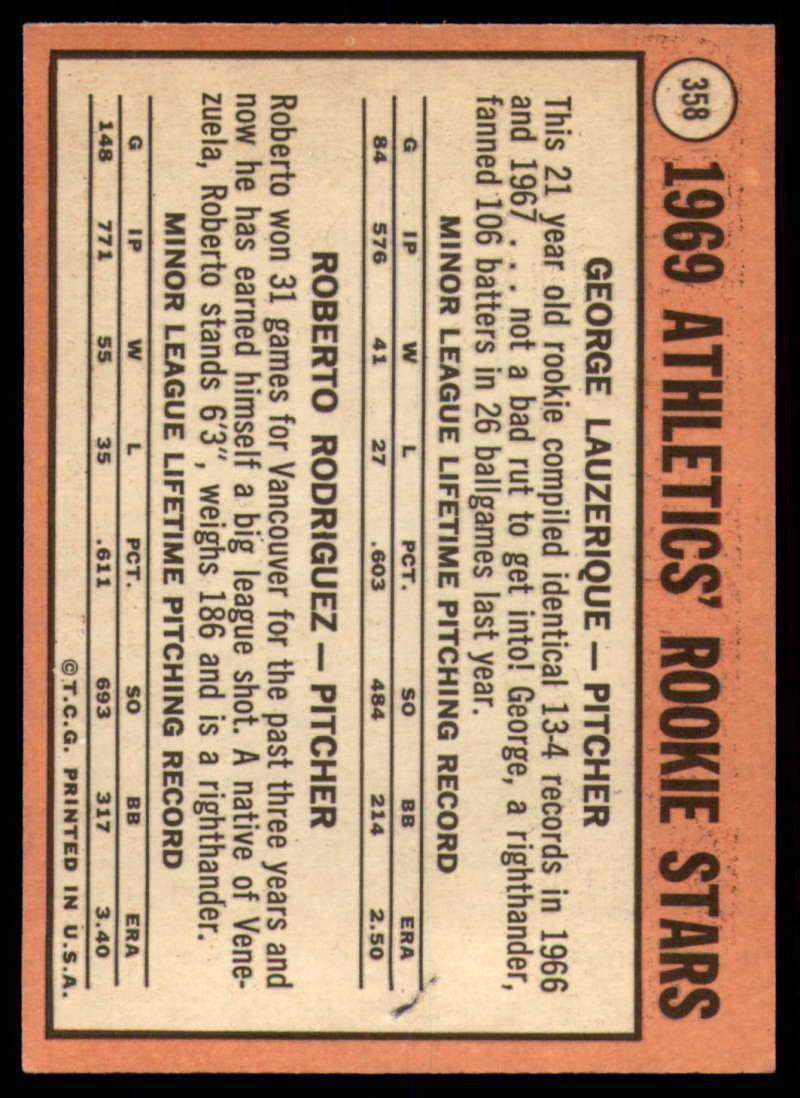 358
1969 ATHLETICS' ROOKIE STARS
GEORGE LAUZERIQUE — PITCHER
This 21 year old rookie compiled identical 13-4 records in 1966
and 1967 . . . not a bad rut to get into! George, a righthander,
fanned 106 batters in 26 ballgames last year.
MINOR LEAGUE LIFETIME PITCHING RECORD
G IP W L PCT. SO BB ERA
84 576 41 27 .603 484 214 2.50
ROBERTO RODRIGUEZ — PITCHER
Roberto won 31 games for Vancouver for the past three years and
now he has earned himself a big league shot. A native of Vene-
zuela, Roberto stands 6'3", weighs 186 and is a righthander.
MINOR LEAGUE LIFETIME PITCHING RECORD
G IP W L PCT. SO BB ERA
148 771 55 35 .611 693 317 3.40
©T.C.G. PRINTED IN U.S.A.